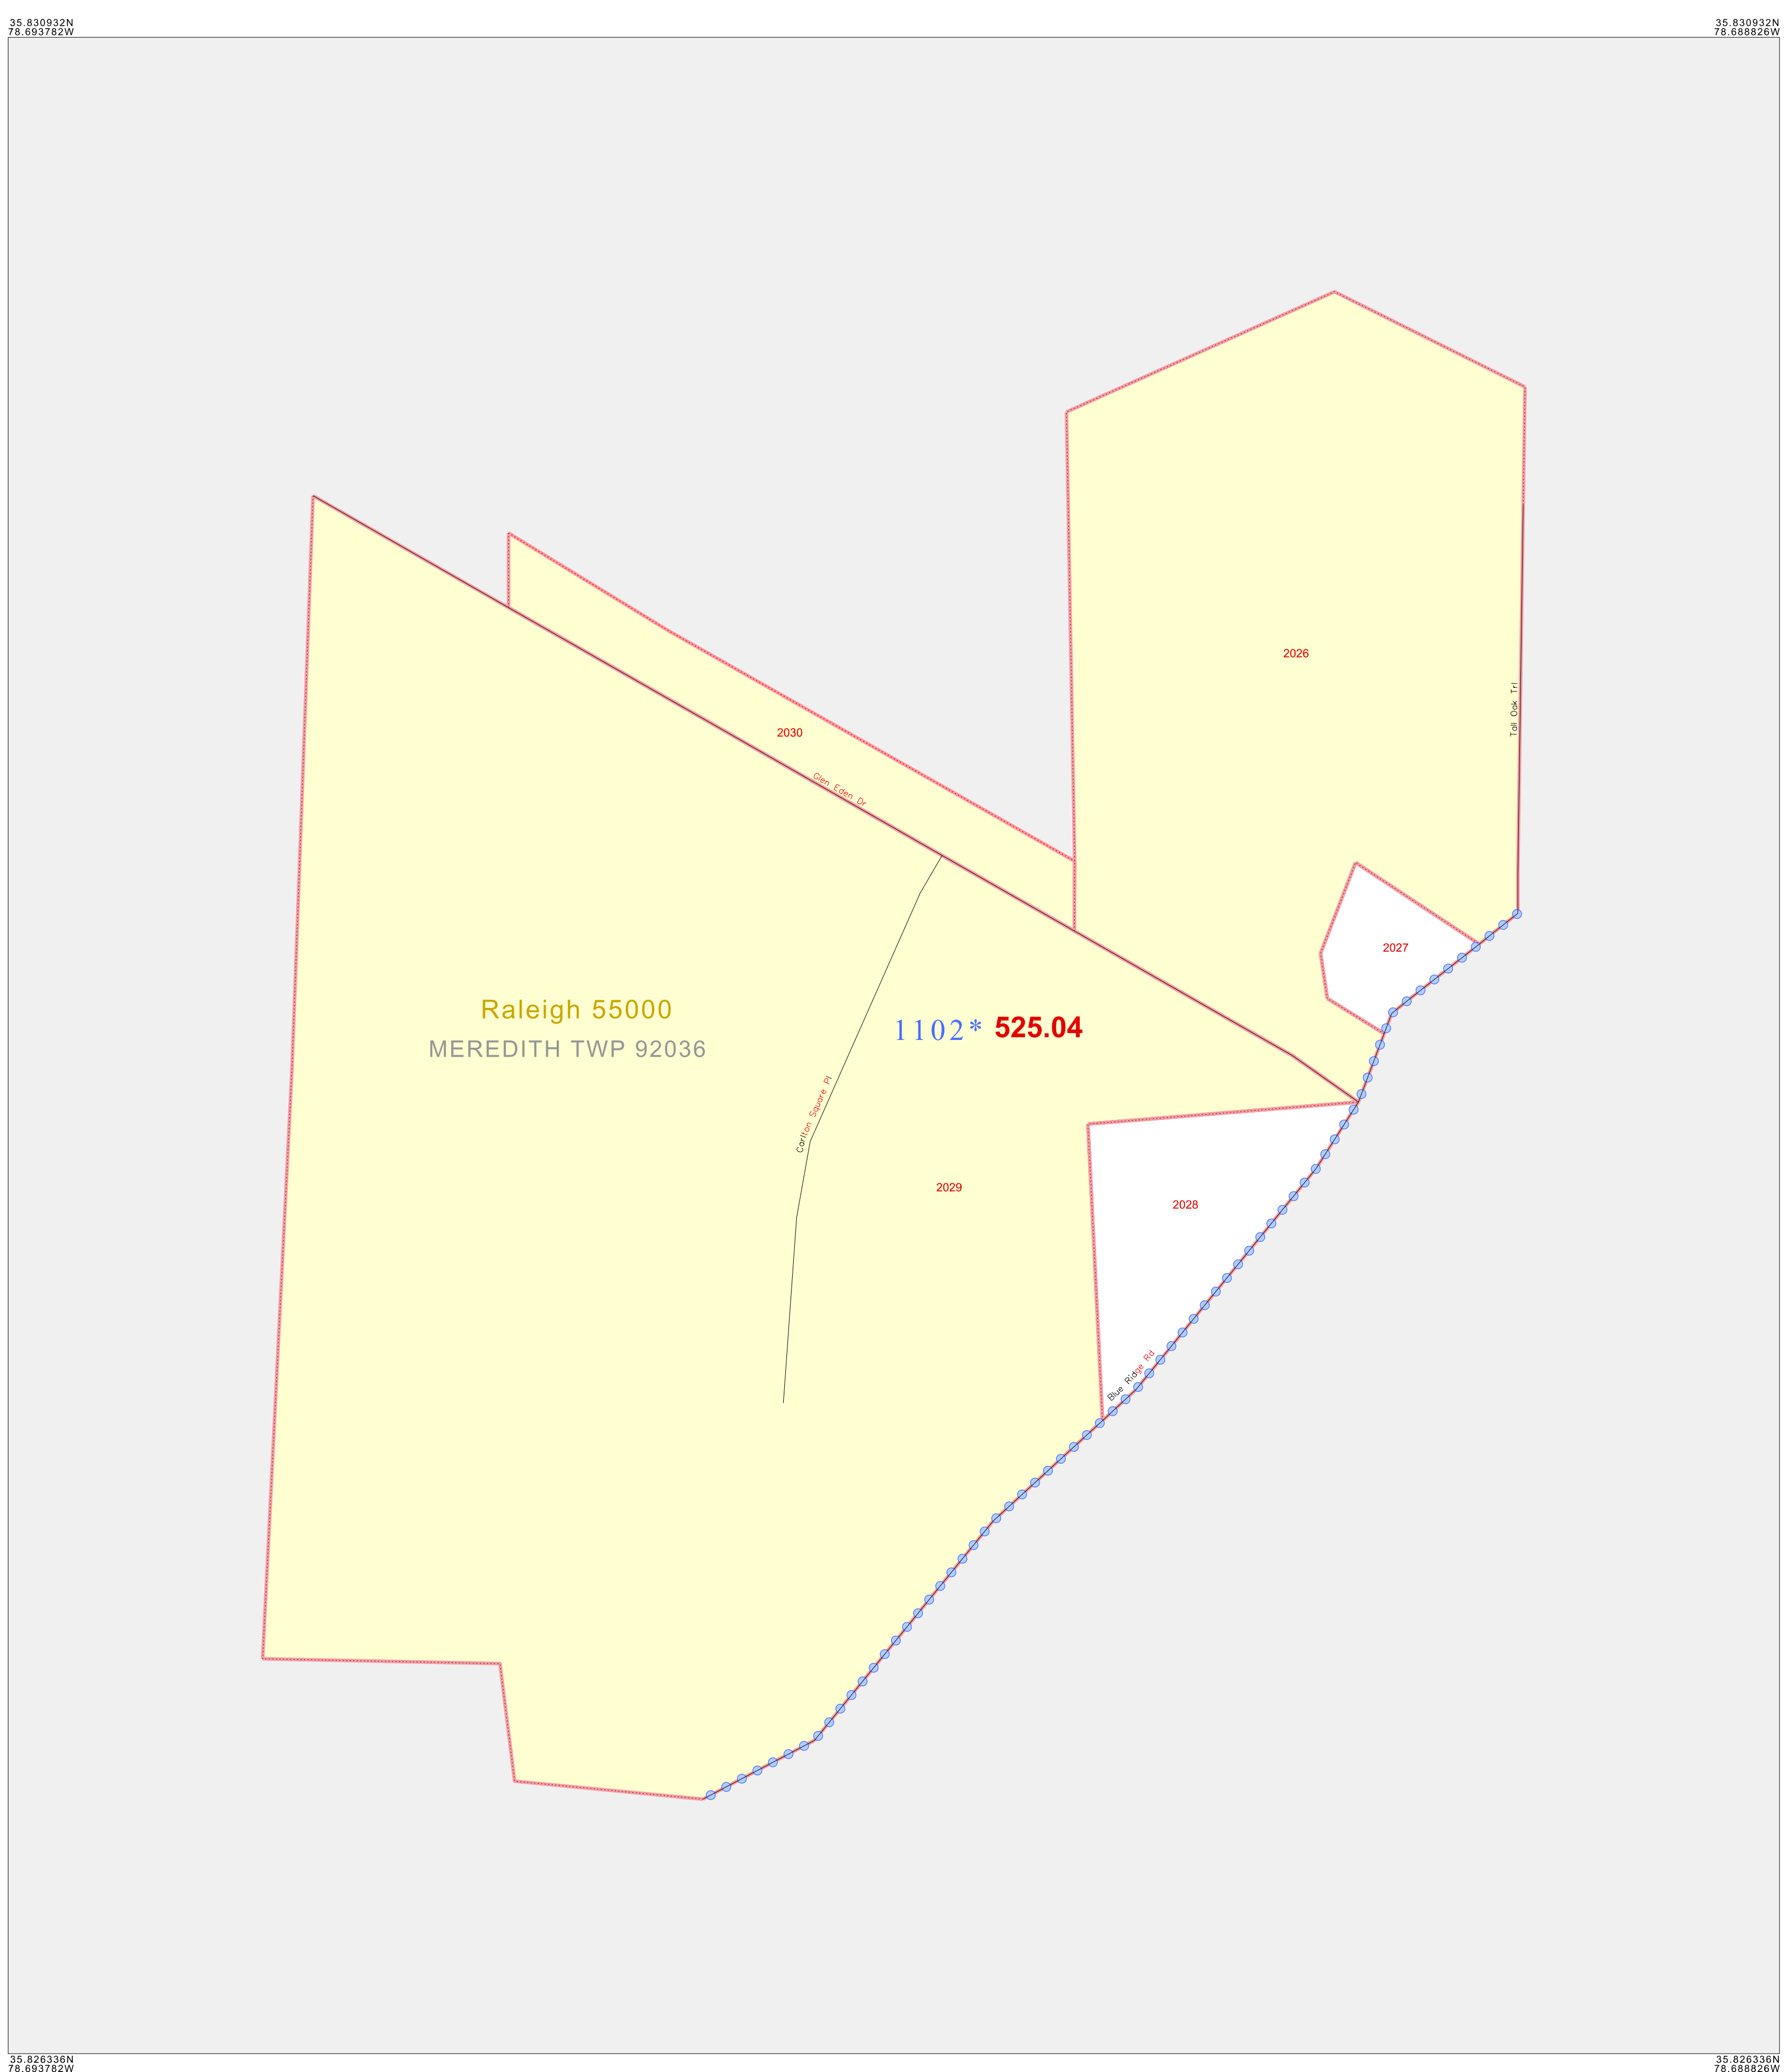 35.830932N
78.693782W
35.830932N
78.688826W
2026
Tall Oak Trl
2030
Glen Eden Dr
2027
Raleigh 55000
MEREDITH TWP 92036
1102* 525.04
Carlton Square Pl
2029
2028
Blue Ridge Rd
35.826336N
78.693782W
35.826336N
78.688826W